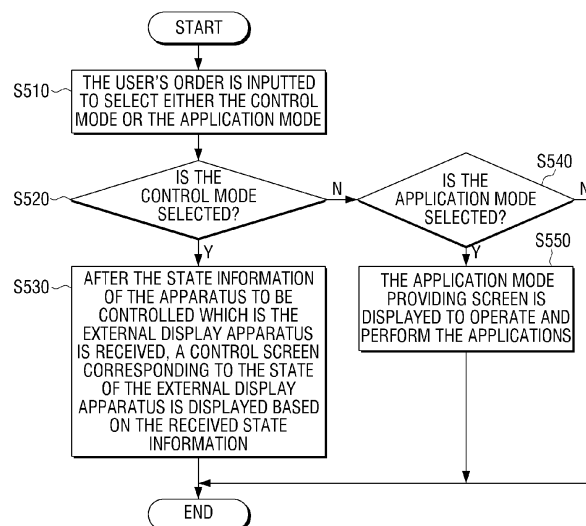 START
S510
THE USER'S ORDER IS INPUTTED
TO SELECT EITHER THE CONTROL
MODE OR THE APPLICATION MODE
S520
IS THE
CONTROL MODE
SELECTED?
N
Y
S540
IS THE
APPLICATION MODE
SELECTED?
N
Y
S530
AFTER THE STATE INFORMATION
OF THE APPARATUS TO BE
CONTROLLED WHICH IS THE
EXTERNAL DISPLAY APPARATUS
IS RECEIVED, A CONTROL SCREEN
CORRESPONDING TO THE STATE
OF THE EXTERNAL DISPLAY
APPARATUS IS DISPLAYED BASED
ON THE RECEIVED STATE
INFORMATION
S550
THE APPLICATION MODE
PROVIDING SCREEN IS
DISPLAYED TO OPERATE AND
PERFORM THE APPLICATIONS
END